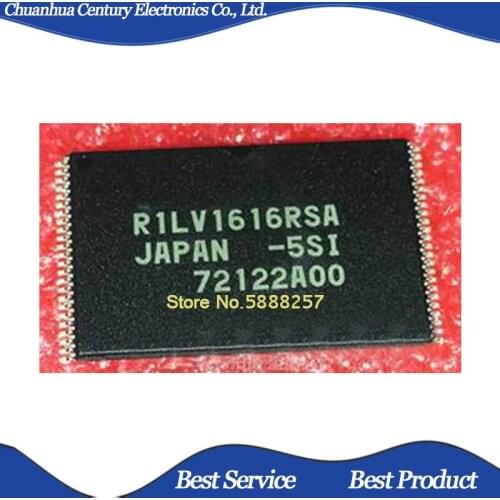 Chuanhua Century Electronics Co., Ltd.
R1LV1616RSA
JAPAN -5SI
72122A00
Store No.5888257
Best Service Best Product